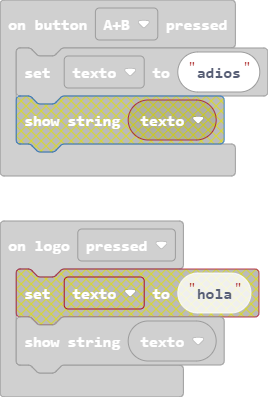 on button A+B pressed
set texto to "adios"
show string texto
on logo pressed
set texto to "hola"
show string texto